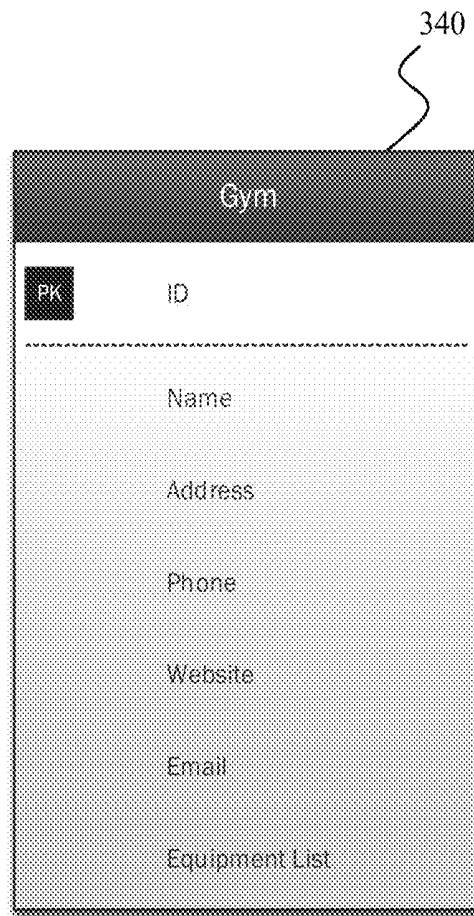 340
Gym
PK ID
Name
Address
Phone
Website
Email
Equipment List